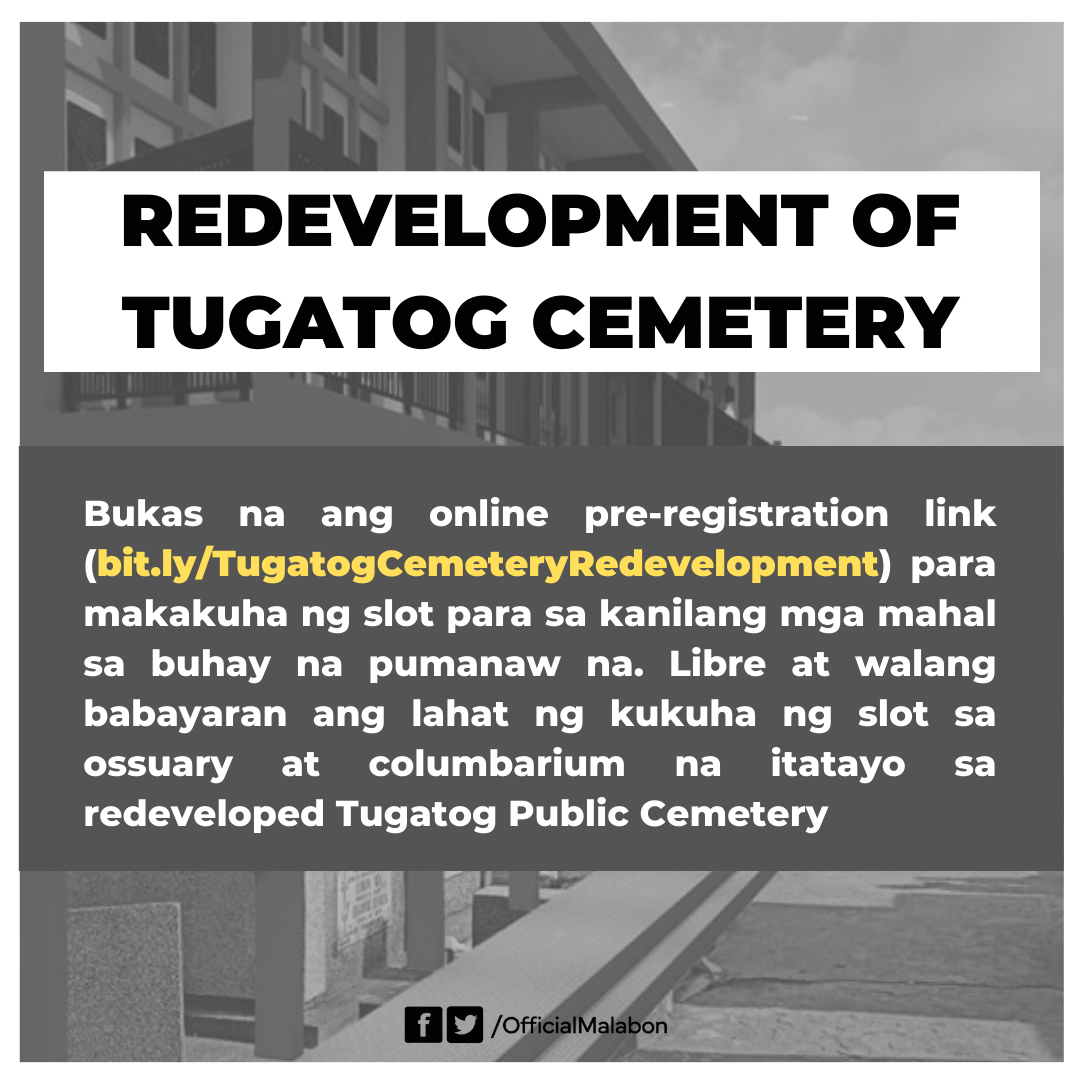 REDEVELOPMENT OF
TUGATOG CEMETERY
Bukas na ang online pre-registration link
(bit.ly/TugatogCemeteryRedevelopment) para
makakuha ng slot para sa kanilang mga mahal
sa buhay na pumanaw na. Libre at walang
babayaran ang lahat ng kukuha ng slot sa
ossuary at columbarium na itatayo sa
redeveloped Tugatog Public Cemetery
/OfficialMalabon